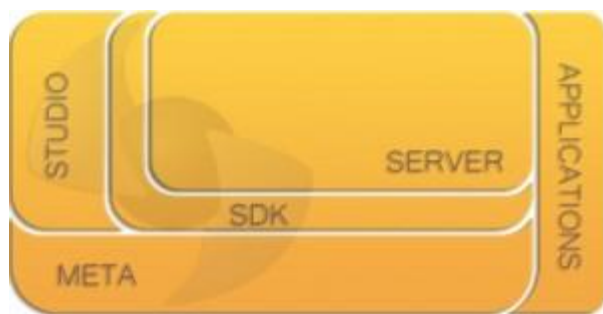 STUDIO
SERVER
APPLICATIONS
SDK
META